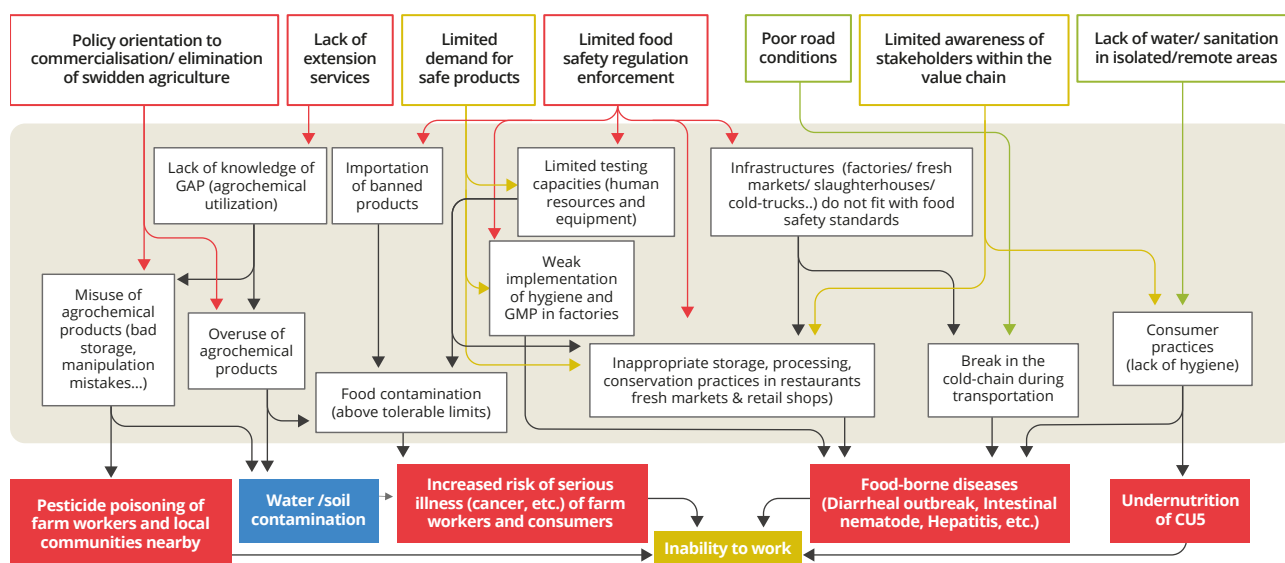 Policy orientation to
commercialisation/ elimination
of swidden agriculture
Lack of
extension
services
Limited
demand for
safe products
Limited food
safety regulation
enforcement
Poor road
conditions
Limited awareness of
stakeholders within the
value chain
Lack of water/ sanitation
in isolated/remote areas
Lack of knowledge of
GAP (agrochemical
utilization)
Importation
of banned
products
Limited testing
capacities (human
resources and
equipment)
Infrastructures (factories/ fresh
markets/ slaughterhouses/
cold-trucks..) do not fit with food
safety standards
Weak
implementation
of hygiene and
GMP in factories
Misuse of
agrochemical
products (bad
storage,
manipulation
mistakes...)
Overuse of
agrochemical
products
Food contamination
(above tolerable limits)
Inappropriate storage, processing,
conservation practices in restaurants
fresh markets & retail shops)
Break in the
cold-chain during
transportation
Consumer
practices
(lack of hygiene)
Pesticide poisoning of
farm workers and local
communities nearby
Water /soil
contamination
Increased risk of serious
illness (cancer, etc.) of farm
workers and consumers
Food-borne diseases
(Diarrheal outbreak, Intestinal
nematode, Hepatitis, etc.)
Undernutrition
of CU5
Inability to work